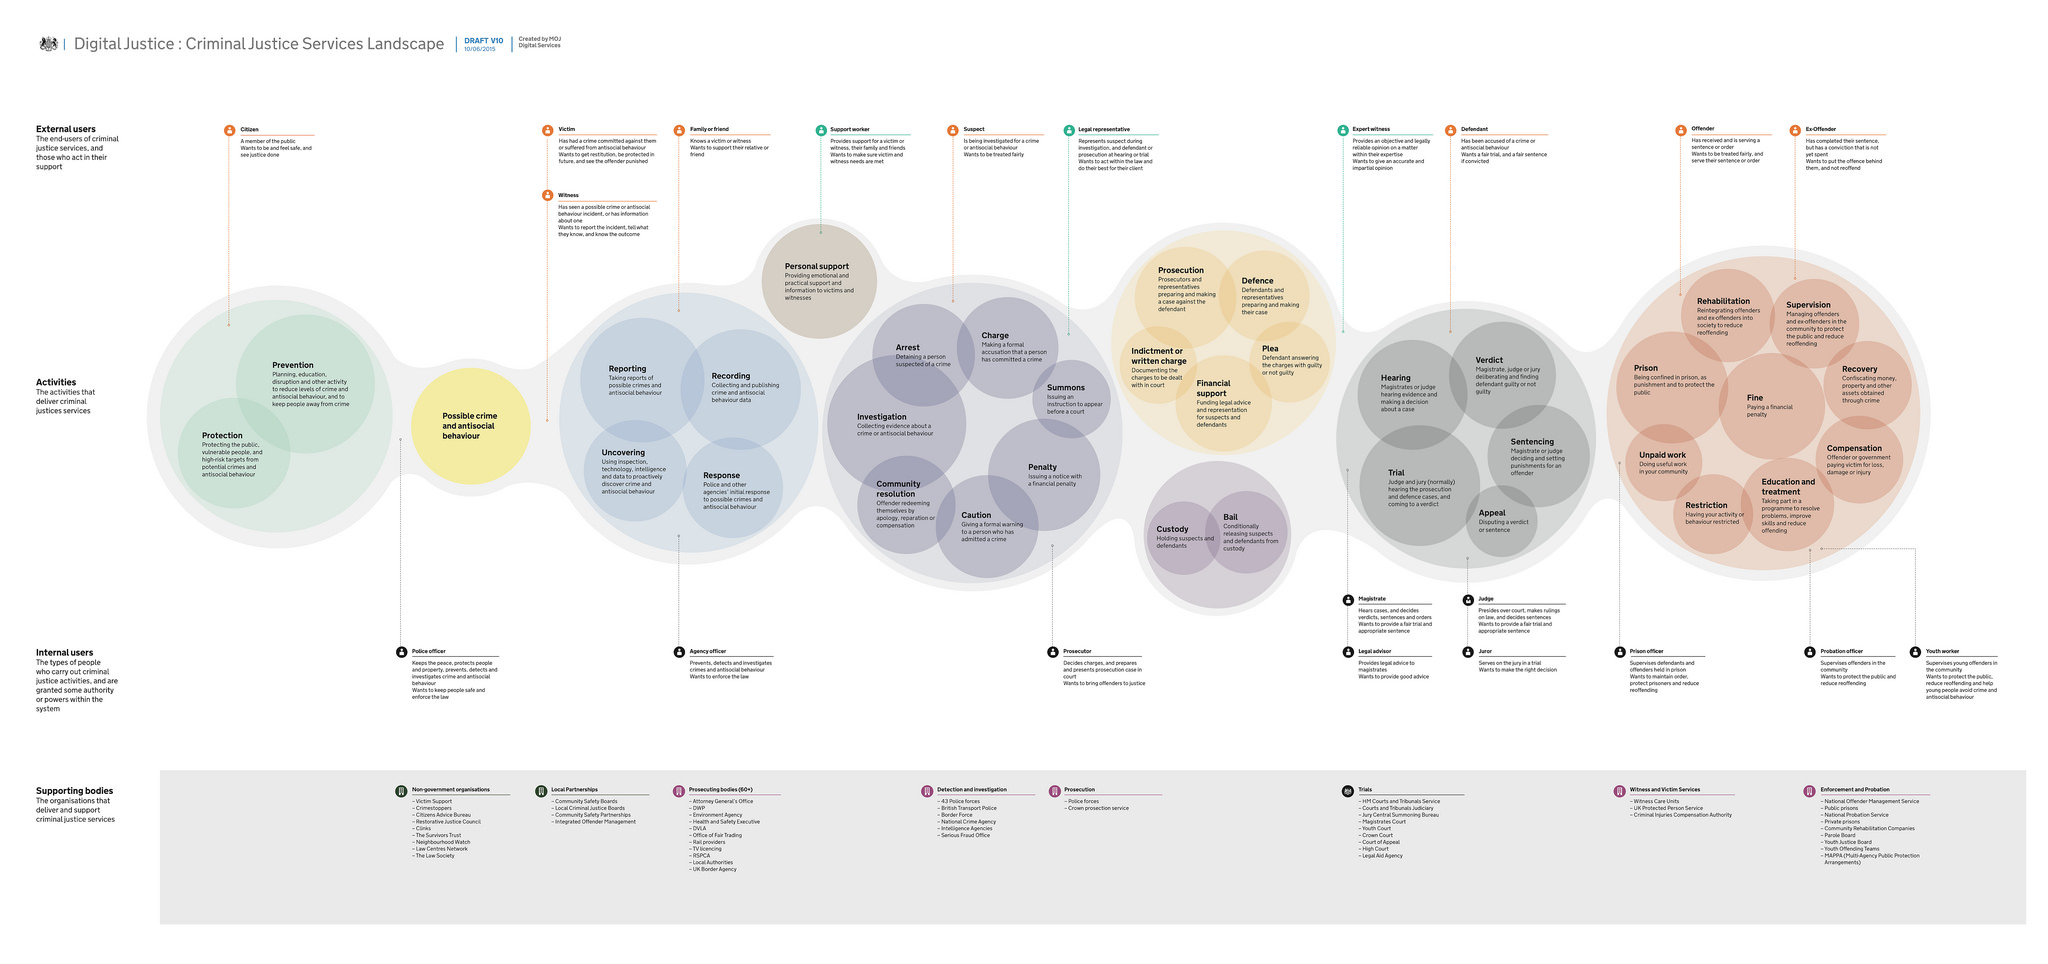 Digital Justice : Criminal Justice Services Landscape
DRAFT V10
10/06/2015
Created by MOJ
Digital Services
External users
The end-users of criminal
justice services, and
those who act in their
support
Citizen
A member of the public
Wants to be and feel safe, and
see justice done
Victim
Has had a crime committed against them
or suffered from antisocial behaviour
Wants to get restitution, be protected in
future, and see the offender punished
Witness
Has seen a possible crime or antisocial
behaviour incident, or has information
about one
Wants to report the incident, tell what
they know, and know the outcome
Family or friend
Knows a victim or witness
Wants to support their relative or
friend
Support worker
Provides support for a victim or
witness, their family and friends
Wants to make sure victim and
witness needs are met
Suspect
Is being investigated for a crime
or antisocial behaviour
Wants to be treated fairly
Legal representative
Represents suspect during
investigation, and defendant or
prosecution at hearing or trial
Wants to act within the law and
do their best for their client
Expert witness
Provides an objective and legally
reliable opinion on a matter
within their expertise
Wants to give an accurate and
impartial opinion
Defendant
Has been accused of a crime or
antisocial behaviour
Wants a fair trial, and a fair sentence
if convicted
Offender
Has received and is serving a
sentence or order
Wants to be treated fairly, and
serve their sentence or order
Ex-Offender
Has completed their sentence,
but has a conviction that is not
yet spent
Wants to put the offence behind
them, and not reoffend
Activities
The activities that
deliver criminal
justices services
Prevention
Planning, education,
disruption and other activity
to reduce levels of crime and
antisocial behaviour, and to
keep people away from crime
Protection
Protecting the public,
vulnerable people, and
high-risk targets from
potential crimes and
antisocial behaviour
Possible crime
and antisocial
behaviour
Reporting
Taking reports of
possible crimes and
antisocial behaviour
Recording
Collecting and publishing
crime and antisocial
behaviour data
Uncovering
Using inspection,
technology, intelligence
and data to proactively
discover crime and
antisocial behaviour
Response
Police and other
agencies' initial response
to possible crimes and
antisocial behaviour
Personal support
Providing emotional and
practical support and
information to victims and
witnesses
Arrest
Detaining a person
suspected of a crime
Charge
Making a formal
accusation that a person
has committed a crime
Summons
Issuing an
instruction to appear
before a court
Investigation
Collecting evidence about a
crime or antisocial behaviour
Penalty
Issuing a notice with
a financial penalty
Community
resolution
Offender redeeming
themselves by
apology, reparation or
compensation
Caution
Giving a formal warning
to a person who has
admitted a crime
Prosecution
Prosecutors and
representatives
preparing and making
a case against the
defendant
Defence
Defendants and
representatives
preparing and making
their case
Indictment or
written charge
Documenting the
charges to be dealt
with in court
Plea
Defendant answering
the charges with guilty
or not guilty
Financial
support
Funding legal advice
and representation
for suspects and
defendants
Custody
Holding suspects and
defendants
Bail
Conditionally
releasing suspects
and defendants from
custody
Hearing
Magistrates or judge
hearing evidence and
making a decision
about a case
Verdict
Magistrate, judge or jury
deliberating and finding
defendant guilty or not
guilty
Trial
Judge and jury (normally)
hearing the prosecution
and defence cases, and
coming to a verdict
Sentencing
Magistrate or judge
deciding and setting
punishments for an
offender
Appeal
Disputing a verdict
or sentence
Rehabilitation
Reintegrating offenders
and ex-offenders into
society to reduce
reoffending
Supervision
Managing offenders
and ex-offenders in the
community to protect
the public and reduce
reoffending
Prison
Being confined in prison, as
punishment and to protect the
public
Fine
Paying a financial
penalty
Recovery
Confiscating money,
property and other
assets obtained
through crime
Unpaid work
Doing useful work
in your community
Compensation
Offender or government
paying victim for loss,
damage or injury
Restriction
Having your activity or
behaviour restricted
Education and
treatment
Taking part in a
programme to resolve
problems, improve
skills and reduce
offending
Internal users
The types of people
who carry out criminal
justice activities, and are
granted some authority
or powers within the
system
Police officer
Keeps the peace, protects people
and property, prevents, detects and
investigates crime and antisocial
behaviour
Wants to keep people safe and
enforce the law
Agency officer
Prevents, detects and investigates
crimes and antisocial behaviour
Wants to enforce the law
Prosecutor
Decides charges, and prepares
and presents prosecution case in
court
Wants to bring offenders to justice
Magistrate
Hears cases, and decides
verdicts, sentences and orders
Wants to provide a fair trial and
appropriate sentence
Legal advisor
Provides legal advice to
magistrates
Wants to provide good advice
Judge
Presides over court, makes rulings
on law, and decides sentences
Wants to provide a fair trial and
appropriate sentence
Juror
Serves on the jury in a trial
Wants to make the right decision
Prison officer
Supervises defendants and
offenders held in prison
Wants to maintain order,
protect prisoners and reduce
reoffending
Probation officer
Supervises offenders in the
community
Wants to protect the public and
reduce reoffending
Youth worker
Supervises young offenders in
the community
Wants to protect the public,
reduce reoffending and help
young people avoid crime and
antisocial behaviour
Supporting bodies
The organisations that
deliver and support
criminal justice services
Non-government organisations
– Victim Support
– Crimestoppers
– Citizens Advice Bureau
– Restorative Justice Council
– Clinks
– The Survivors Trust
– Neighbourhood Watch
– Law Centres Network
– The Law Society
Local Partnerships
– Community Safety Boards
– Local Criminal Justice Boards
– Community Safety Partnerships
– Integrated Offender Management
Prosecuting bodies (60+)
– Attorney General's Office
– DWP
– Environment Agency
– Health and Safety Executive
– DVLA
– Office of Fair Trading
– Rail providers
– TV licencing
– RSPCA
– Local Authorities
– UK Border Agency
Detection and investigation
– 43 Police forces
– British Transport Police
– Border Force
– National Crime Agency
– Intelligence Agencies
– Serious Fraud Office
Prosecution
– Police forces
– Crown prosecution service
Trials
– HM Courts and Tribunals Service
– Courts and Tribunals Judiciary
– Jury Central Summoning Bureau
– Magistrates Court
– Youth Court
– Crown Court
– Court of Appeal
– High Court
– Legal Aid Agency
Witness and Victim Services
– Witness Care Units
– UK Protected Person Service
– Criminal Injuries Compensation Authority
Enforcement and Probation
– National Offender Management Service
– Public prisons
– National Probation Service
– Private prisons
– Community Rehabilitation Companies
– Parole Board
– Youth Justice Board
– Youth Offending Teams
– MAPPA (Multi-Agency Public Protection
Arrangements)